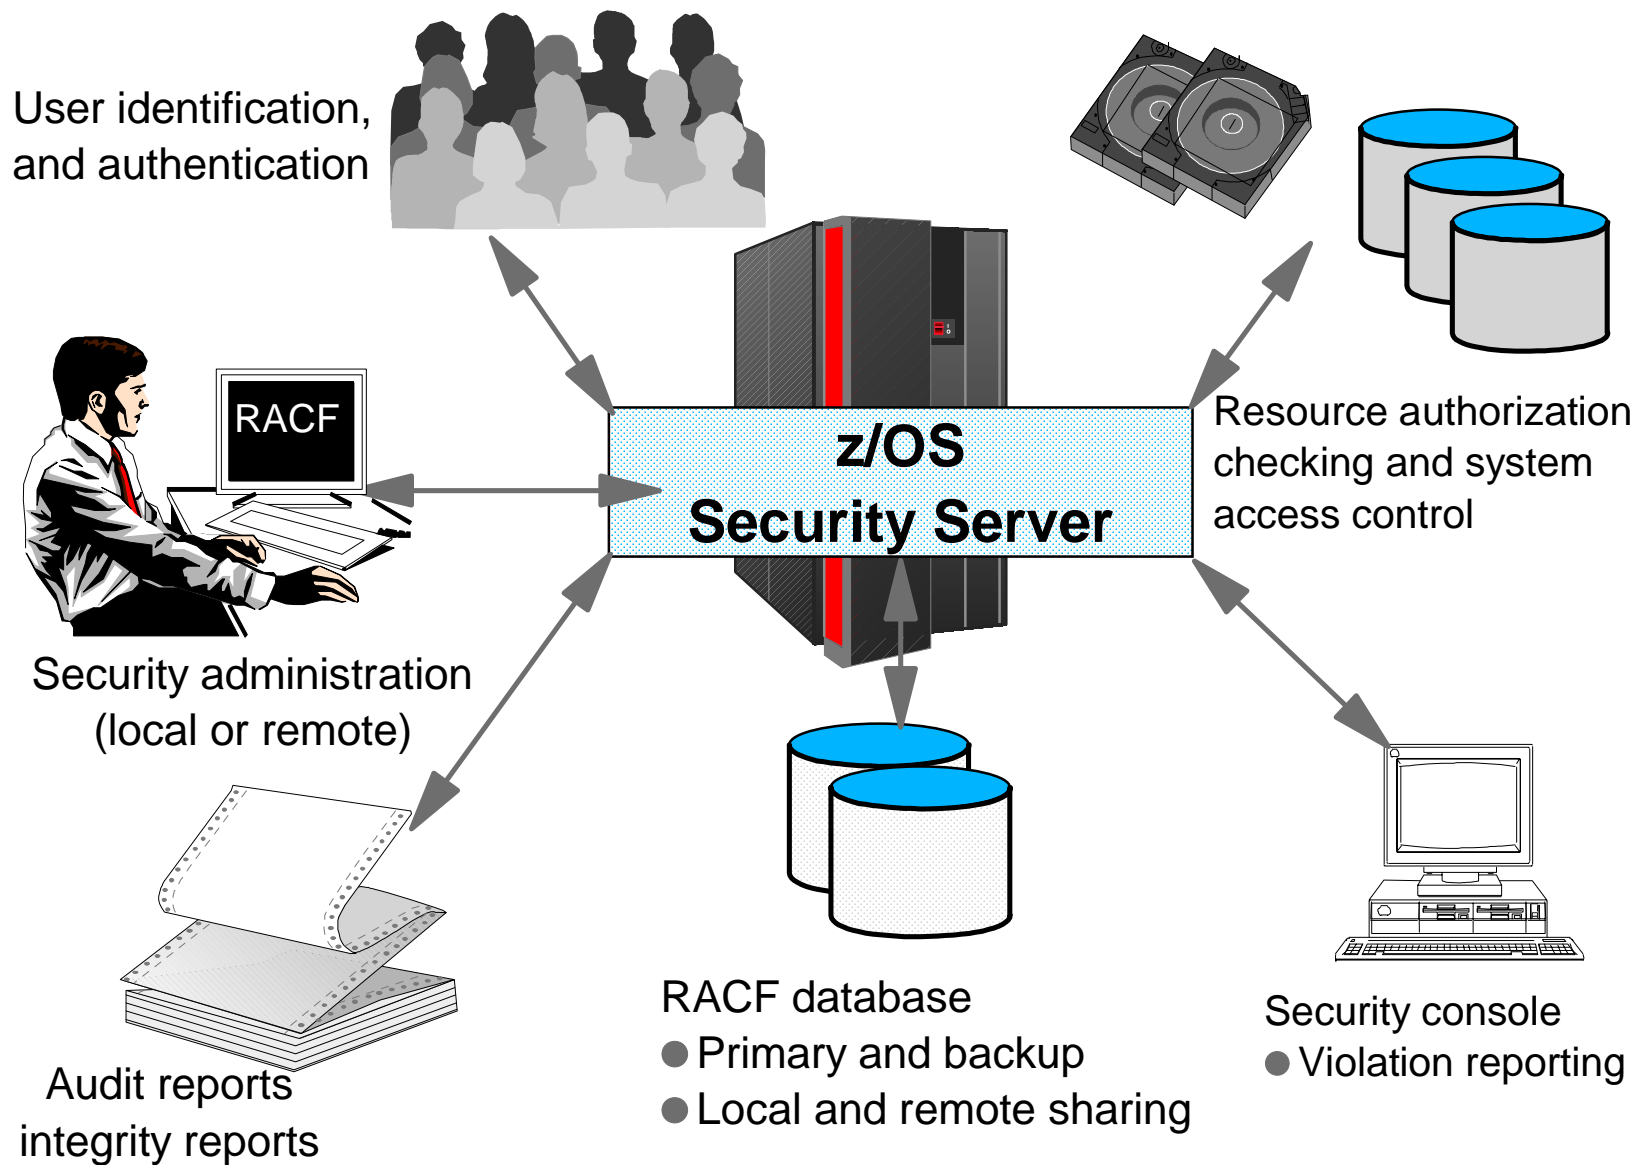 User identification,
and authentication
RACF
z/OS
Security Server
Resource authorization
checking and system
access control
Security administration
(local or remote)
RACF database
● Primary and backup
● Local and remote sharing
Security console
● Violation reporting
Audit reports
integrity reports